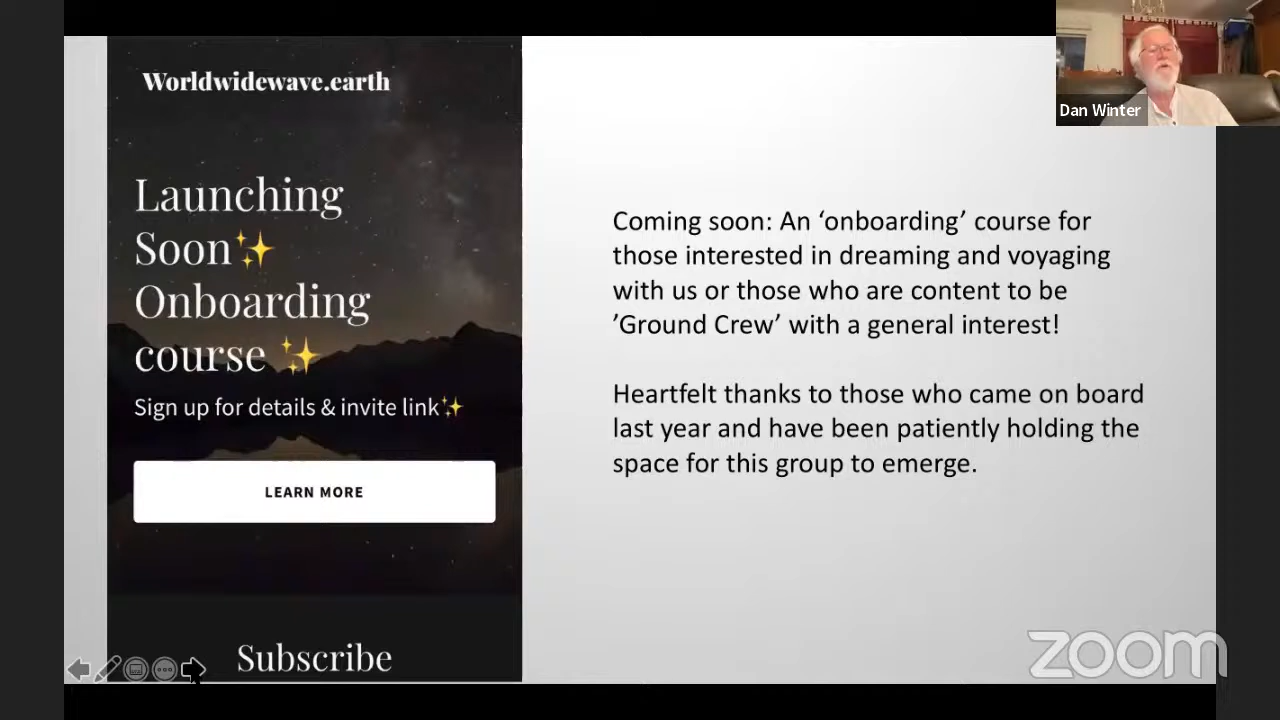 Worldwidewave.earth
Launching
Soon✨
Onboarding
course ✨
Sign up for details & invite link✨
LEARN MORE
Subscribe
Coming soon: An ‘onboarding’ course for
those interested in dreaming and voyaging
with us or those who are content to be
’Ground Crew’ with a general interest!
Heartfelt thanks to those who came on board
last year and have been patiently holding the
space for this group to emerge.
Dan Winter
zoom